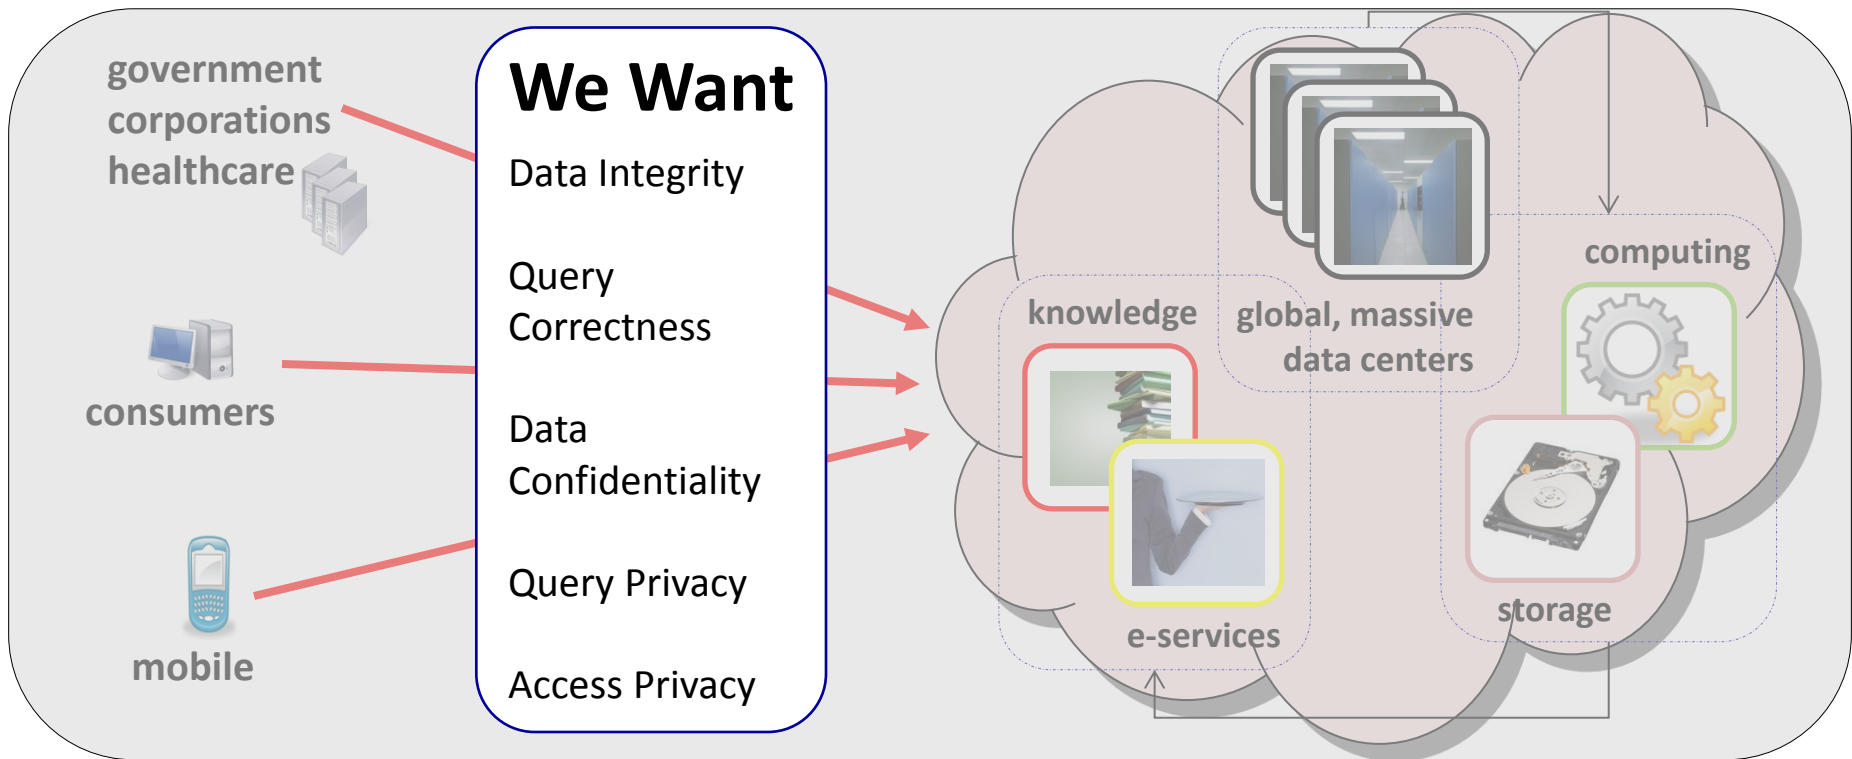 government
corporations
healthcare
consumers
mobile
We Want
Data Integrity
Query
Correctness
Data
Confidentiality
Query Privacy
Access Privacy
knowledge
global, massive
data centers
computing
e-services
storage